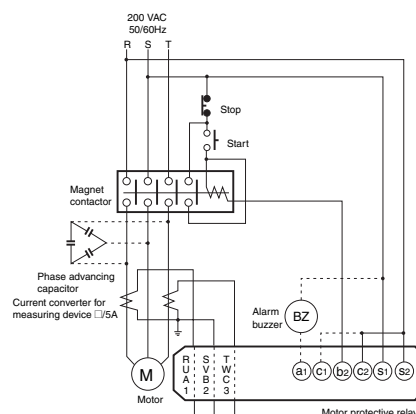 200 VAC
50/60Hz
R S T
Stop
Start
Magnet
contactor
Phase advancing
capacitor
Current converter for
measuring device □/5A
Alarm
buzzer
BZ
M
Motor
R S T
U V W
A B C
1 2 3
a1 c1 b2 c2 s1 s2
Motor protective relay